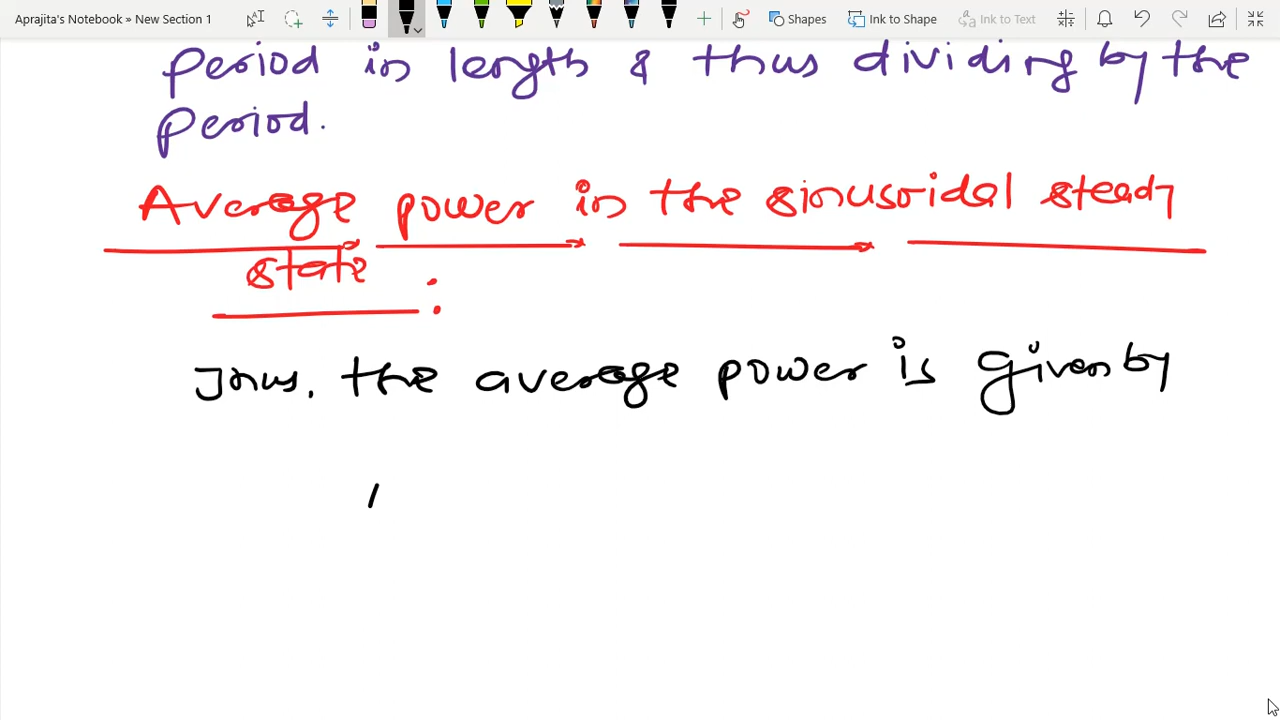 Aprajita's Notebook » New Section 1
Shapes
Ink to Shape
Ink to Text
Period in length & thus dividing by the
Period.
Average power in the sinusoidal steady
state :
Thus, the average power is given by